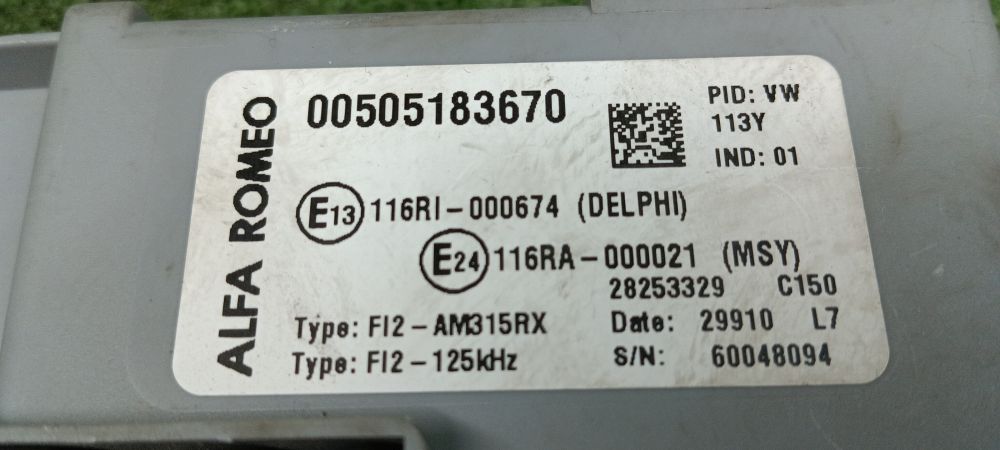 ALFA ROMEO
00505183670
PID: VW
113Y
IND: 01
E13 116RI-000674 (DELPHI)
E24 116RA-000021 (MSY)
28253329 C150
Type: FI2-AM315RX Date: 29910 L7
Type: FI2-125kHz S/N: 60048094